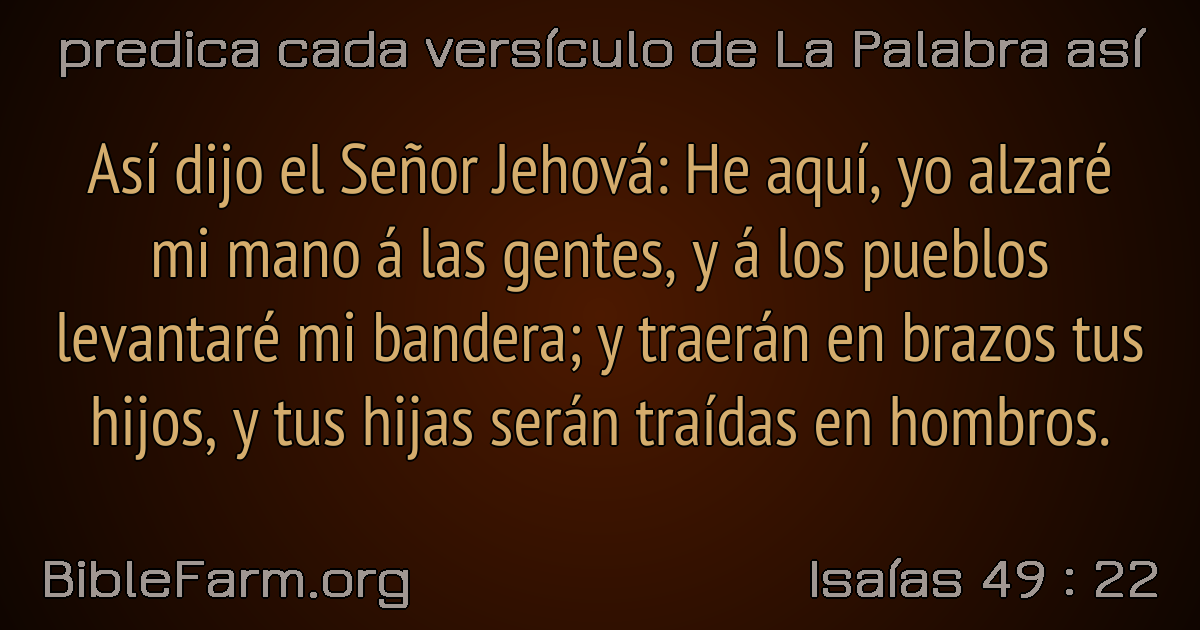 predica cada versículo de La Palabra así
Así dijo el Señor Jehová: He aquí, yo alzaré
mi mano á las gentes, y á los pueblos
levantaré mi bandera; y traerán en brazos tus
hijos, y tus hijas serán traídas en hombros.
BibleFarm.org
Isaías 49 : 22